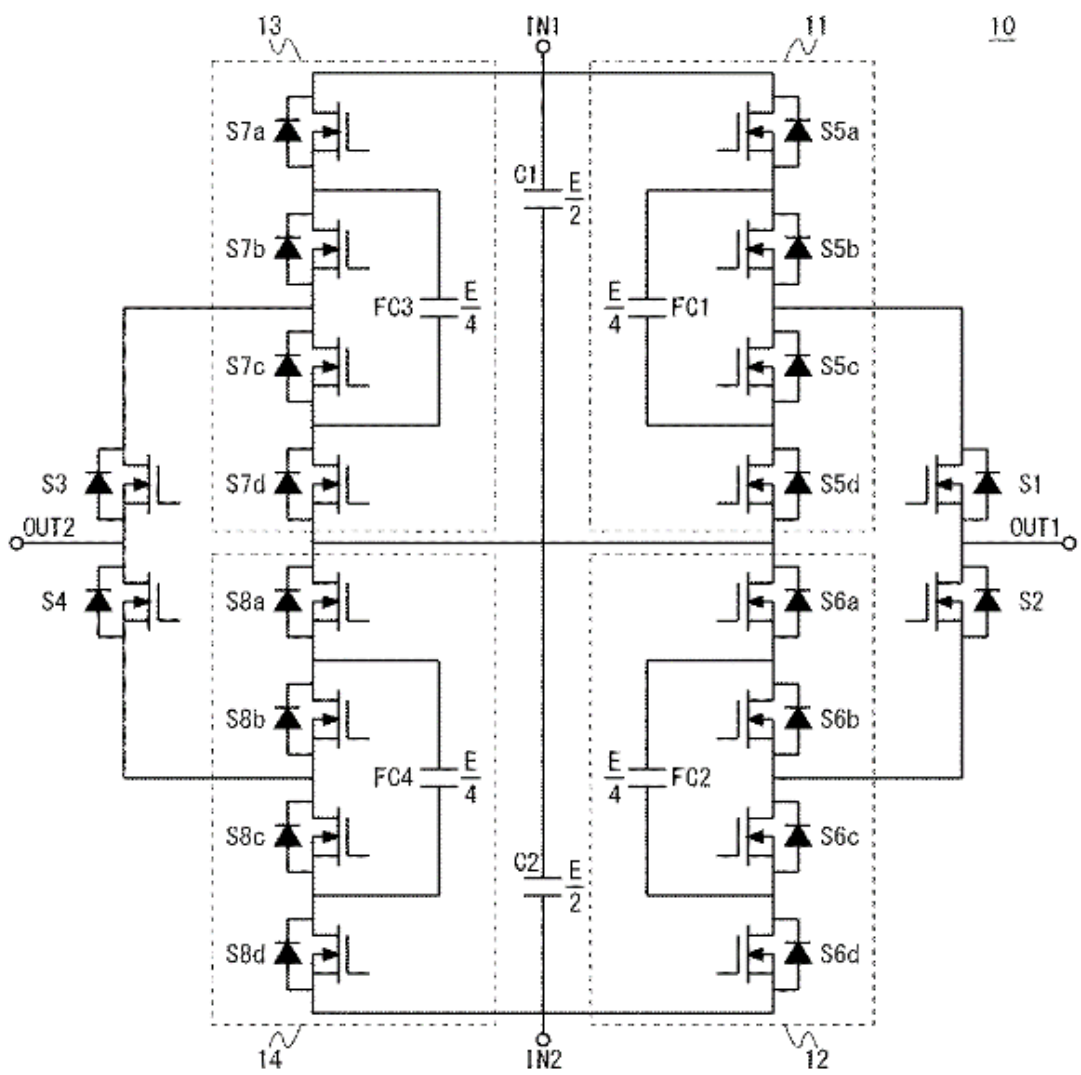 13
IN1
11
10
S7a
S5a
C1
E
2
S7b
S5b
FC3
E
4
E
4
FC1
S7c
S5c
S3
S7d
S5d
S1
OUT2
OUT1
S4
S8a
S6a
S2
S8b
S6b
FC4
E
4
E
4
FC2
S8c
S6c
C2
E
2
S8d
S6d
14
IN2
12